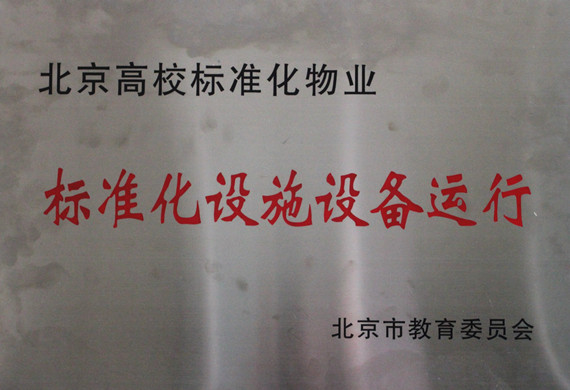 北京高校标准化物业
标准化设施设备运行
北京市教育委员会